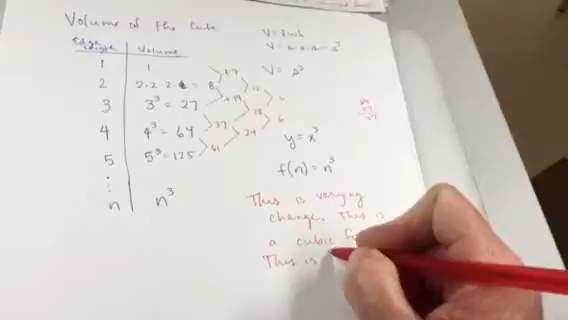 Volume of the Cube
Edge Volume
1 1
2 2·2·2 = 8
3 3³ = 27
4 4³ = 64
5 5³ = 125
⋮
n n³
+7
+19
37
61
12
18
24
6
6
V =
V = s³
y = x³
f(n) = n³
This is varying
change. This is
a cubic
This is